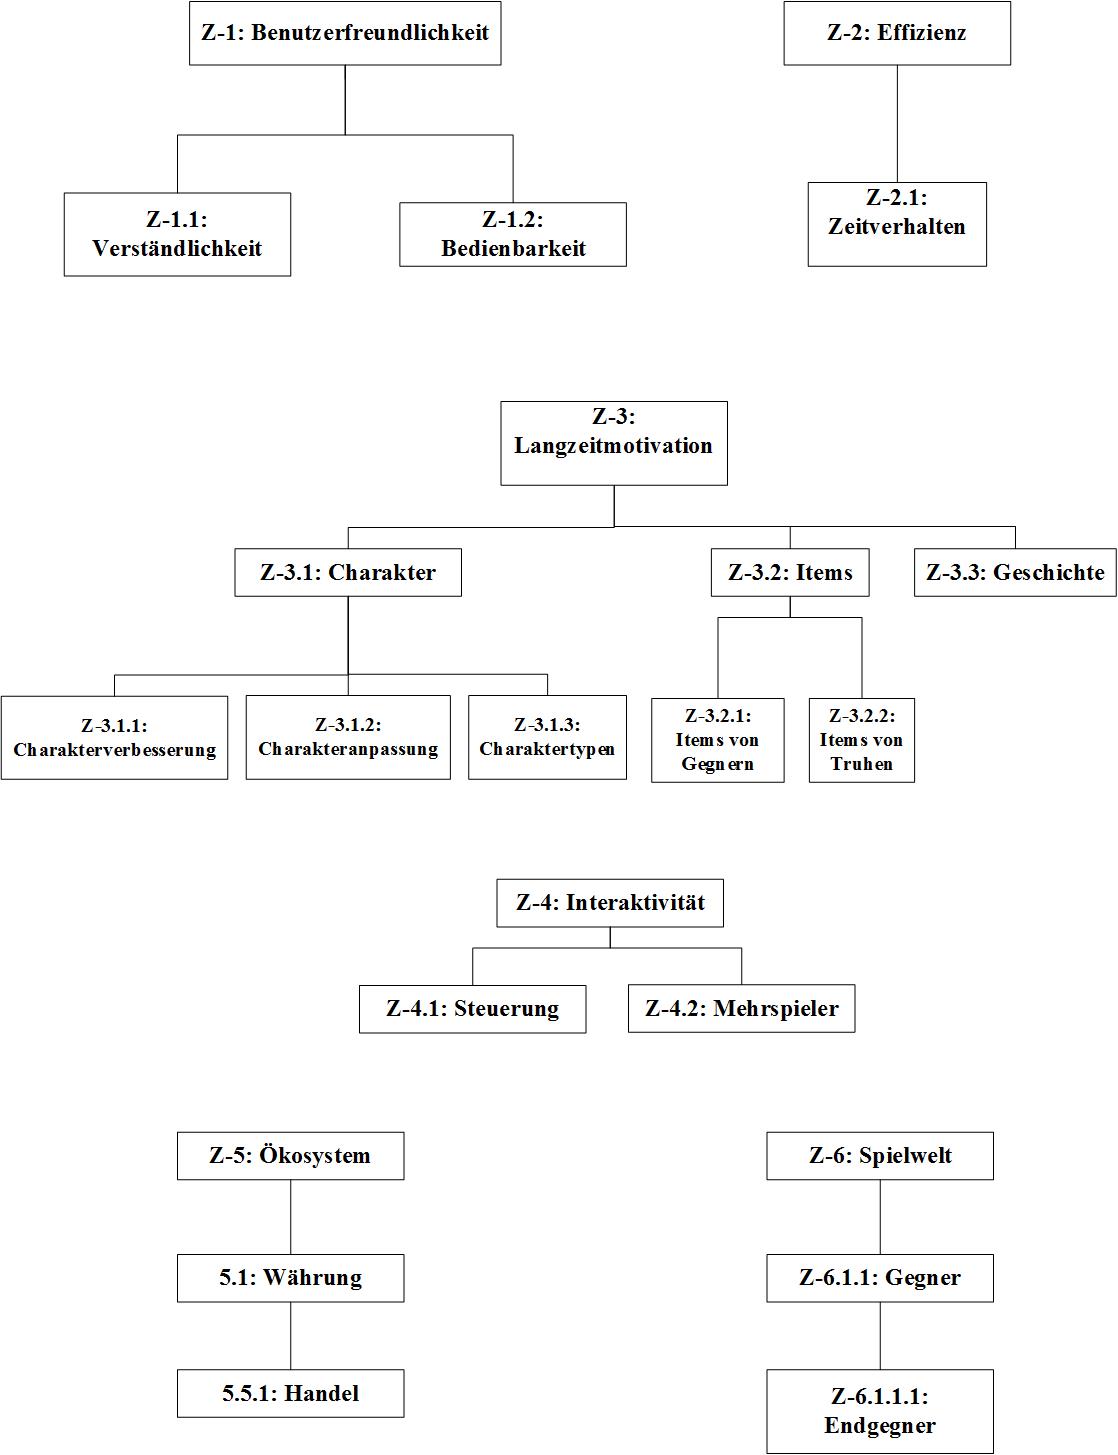 Z-1: Benutzerfreundlichkeit
Z-2: Effizienz
Z-1.1:
Verständlichkeit
Z-1.2:
Bedienbarkeit
Z-2.1:
Zeitverhalten
Z-3:
Langzeitmotivation
Z-3.1: Charakter
Z-3.2: Items
Z-3.3: Geschichte
Z-3.1.1:
Charakterverbesserung
Z-3.1.2:
Charakteranpassung
Z-3.1.3:
Charaktertypen
Z-3.2.1:
Items von
Gegnern
Z-3.2.2:
Items von
Truhen
Z-4: Interaktivität
Z-4.1: Steuerung
Z-4.2: Mehrspieler
Z-5: Ökosystem
Z-6: Spielwelt
5.1: Währung
Z-6.1.1: Gegner
5.5.1: Handel
Z-6.1.1.1:
Endgegner